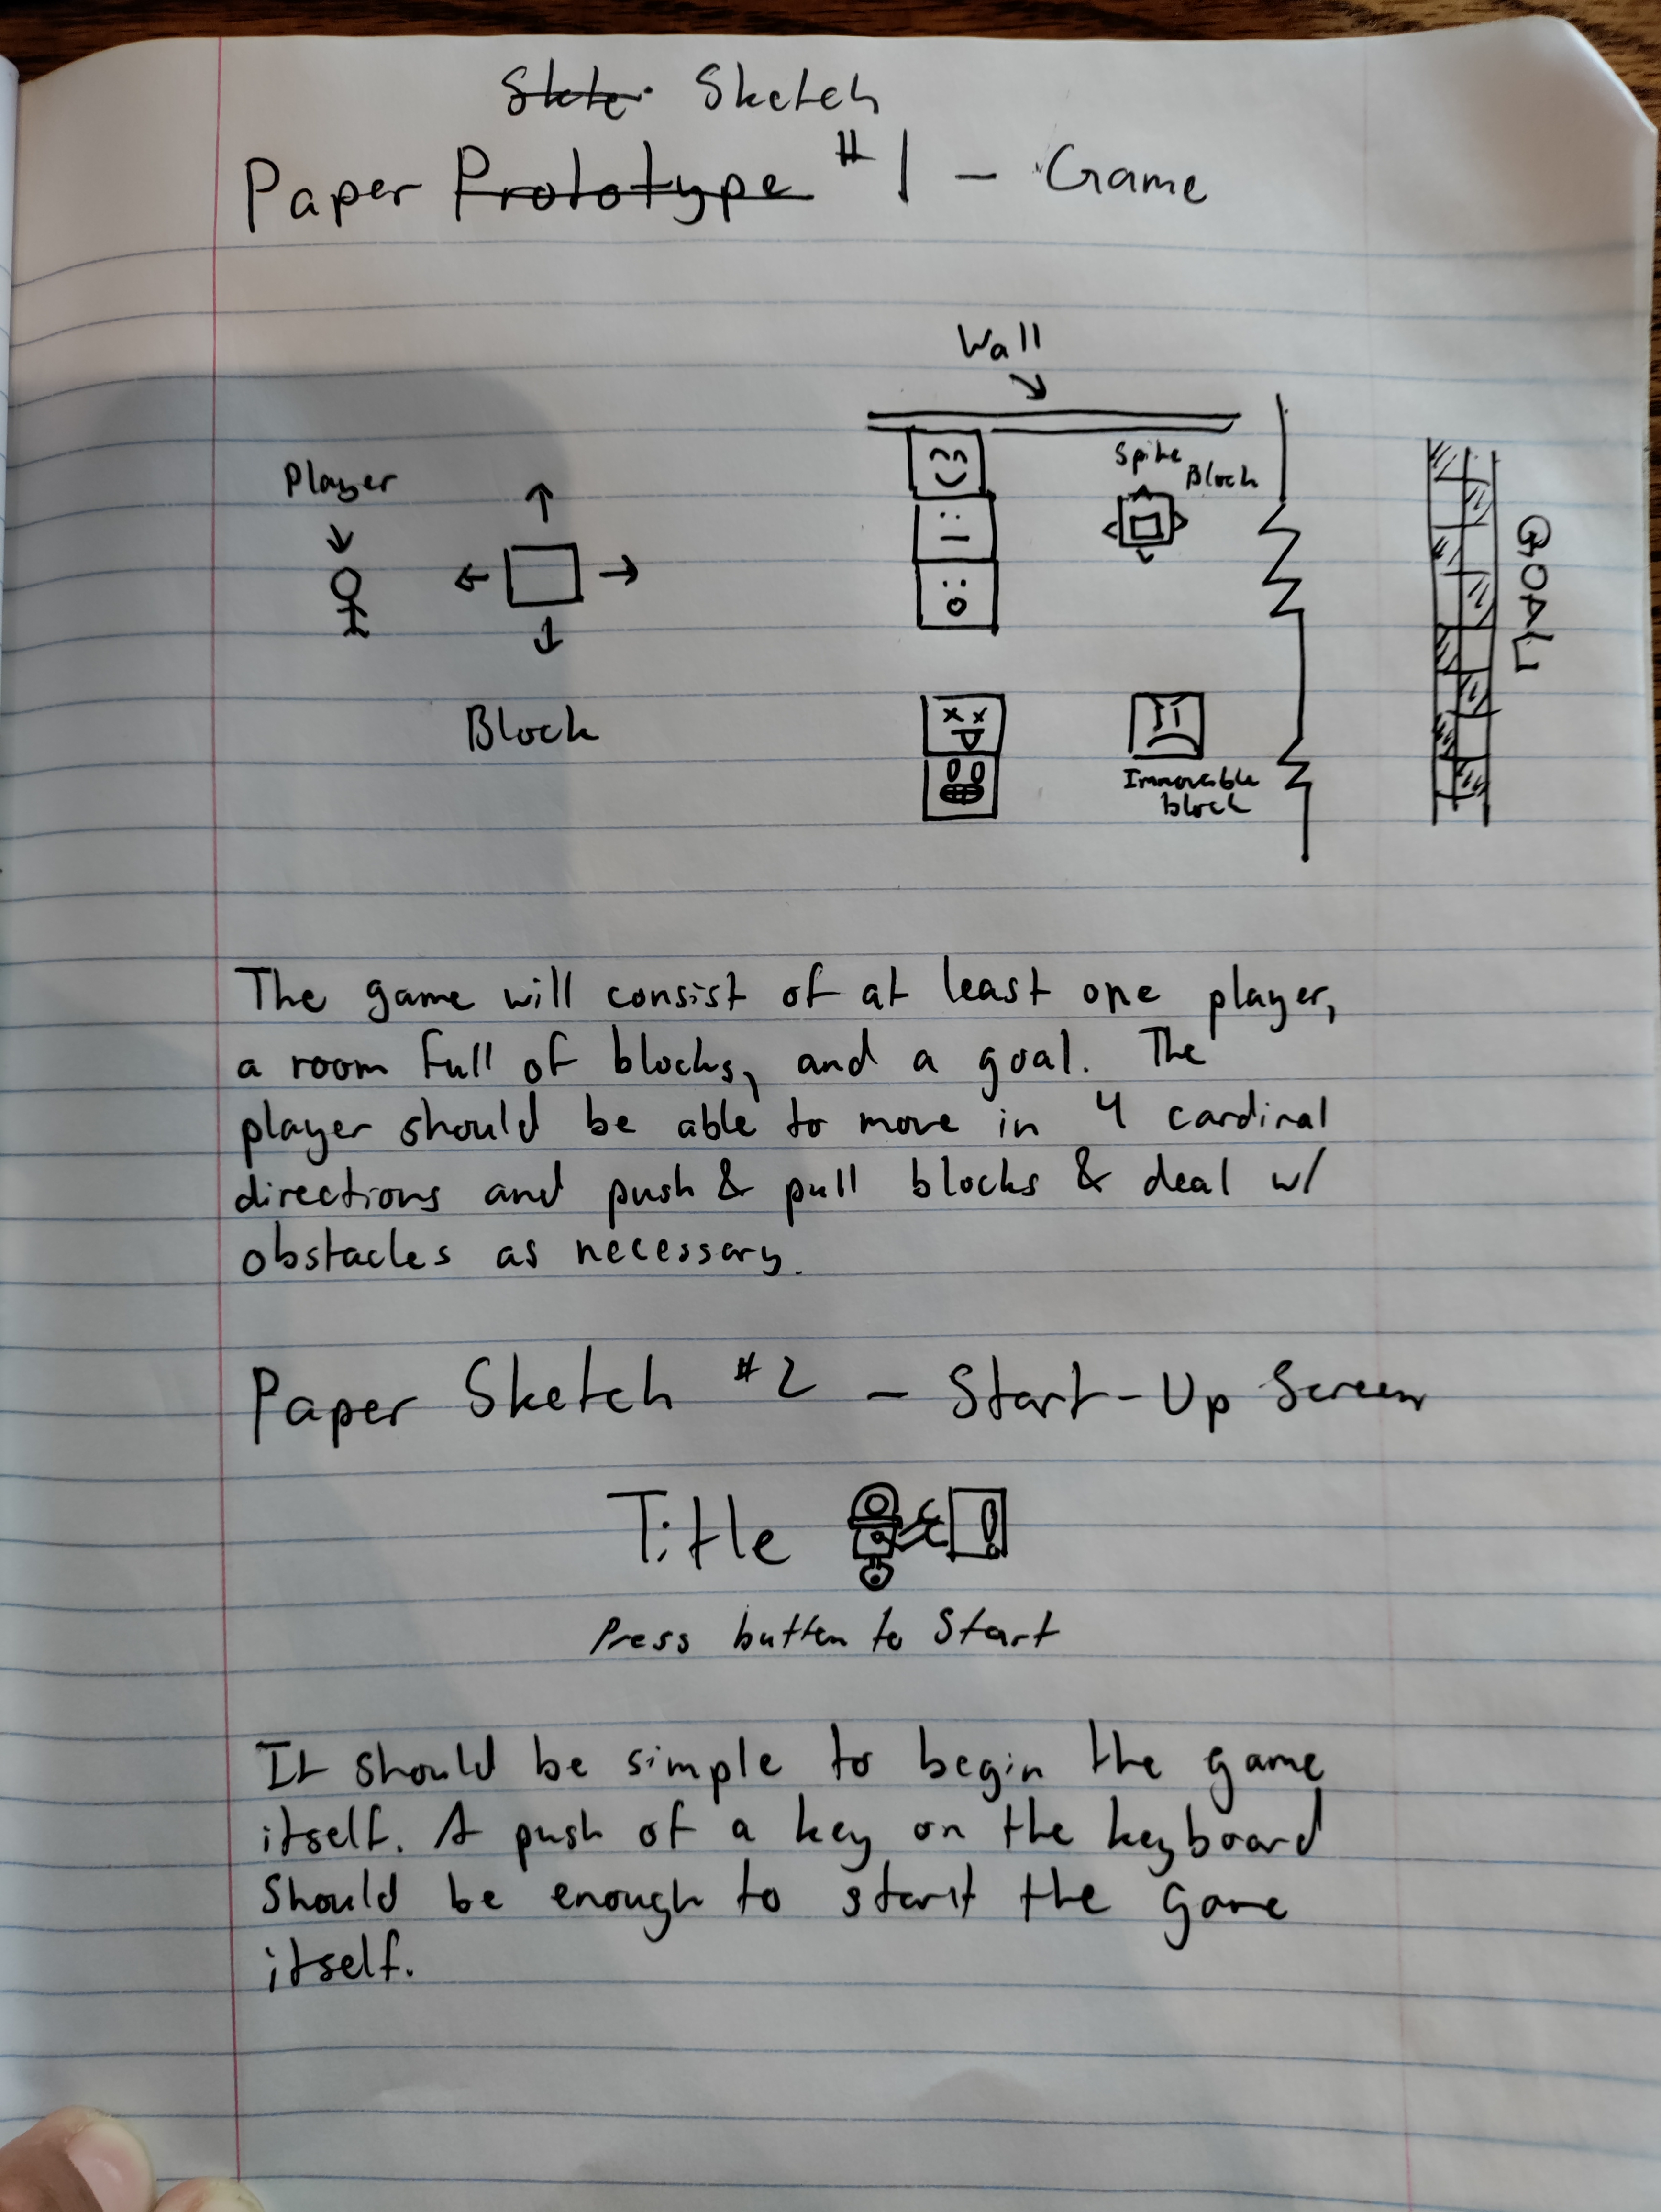 Sketch
Paper Prototype #1 - Game
Wall
Player
Spike
Block
GOAL
Block
Immovable
block
The game will consist of at least one player,
a room full of blocks, and a goal. The
player should be able to move in 4 cardinal
directions and push & pull blocks & deal w/
obstacles as necessary.
Paper Sketch #2 - Start-Up Screen
Title !
Press button to Start
It should be simple to begin the game
itself. A push of a key on the keyboard
should be enough to start the game
itself.